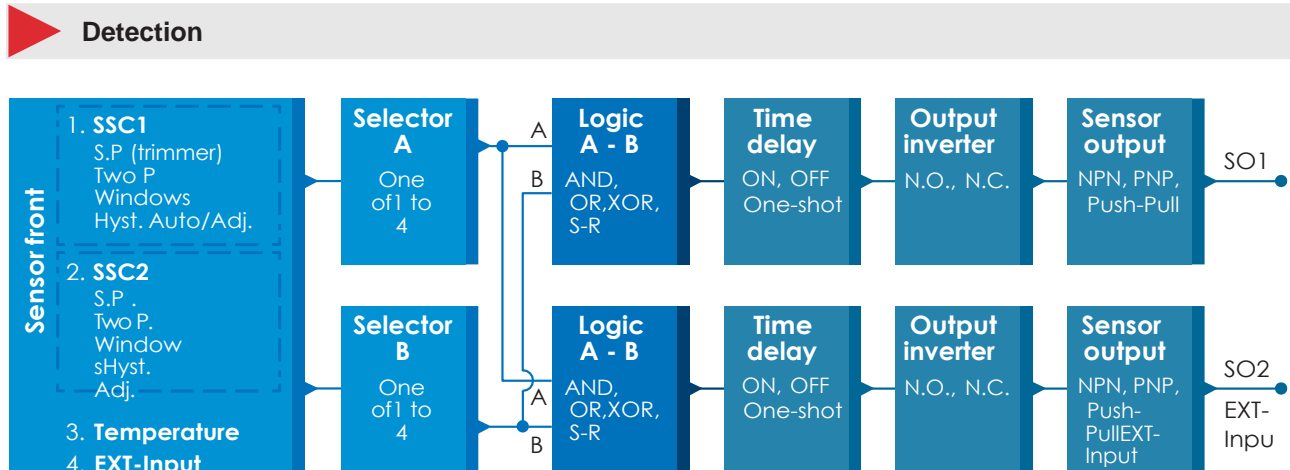 Detection
Sensor front
1. SSC1
S.P (trimmer)
Two P
Windows
Hyst. Auto/Adj.
2. SSC2
S.P .
Two P.
Window
sHyst.
Adj.
3. Temperature
4. EXT-Input
Selector
A
One
of1 to
4
A
B
Logic
A - B
AND,
OR,XOR,
S-R
Time
delay
ON, OFF
One-shot
Output
inverter
N.O., N.C.
Sensor
output
NPN, PNP,
Push-Pull
SO1
Selector
B
One
of1 to
4
A
B
Logic
A - B
AND,
OR,XOR,
S-R
Time
delay
ON, OFF
One-shot
Output
inverter
N.O., N.C.
Sensor
output
NPN, PNP,
Push-
PullEXT-
Input
SO2
EXT-
Inpu